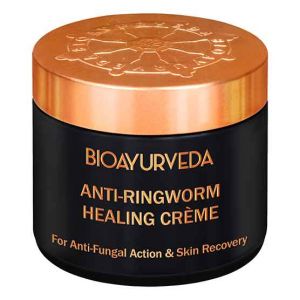 BIOAYURVEDA
ANTI-RINGWORM
HEALING CRÈME
For Anti-Fungal Action & Skin Recovery